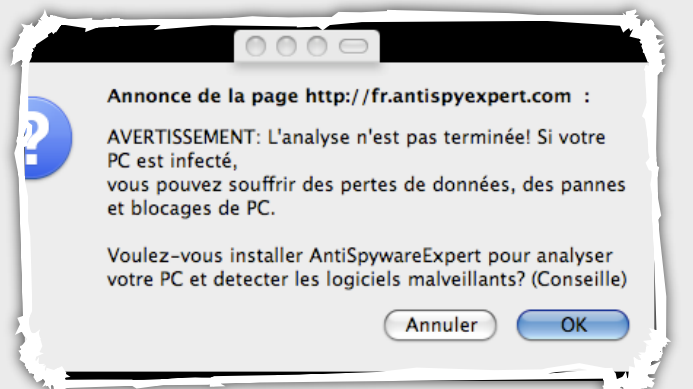 Annonce de la page http://fr.antispyexpert.com :
AVERTISSEMENT: L'analyse n'est pas terminée! Si votre
PC est infecté,
vous pouvez souffrir des pertes de données, des pannes
et blocages de PC.
Voulez-vous installer AntiSpywareExpert pour analyser
votre PC et detecter les logiciels malveillants? (Conseille)
Annuler
OK